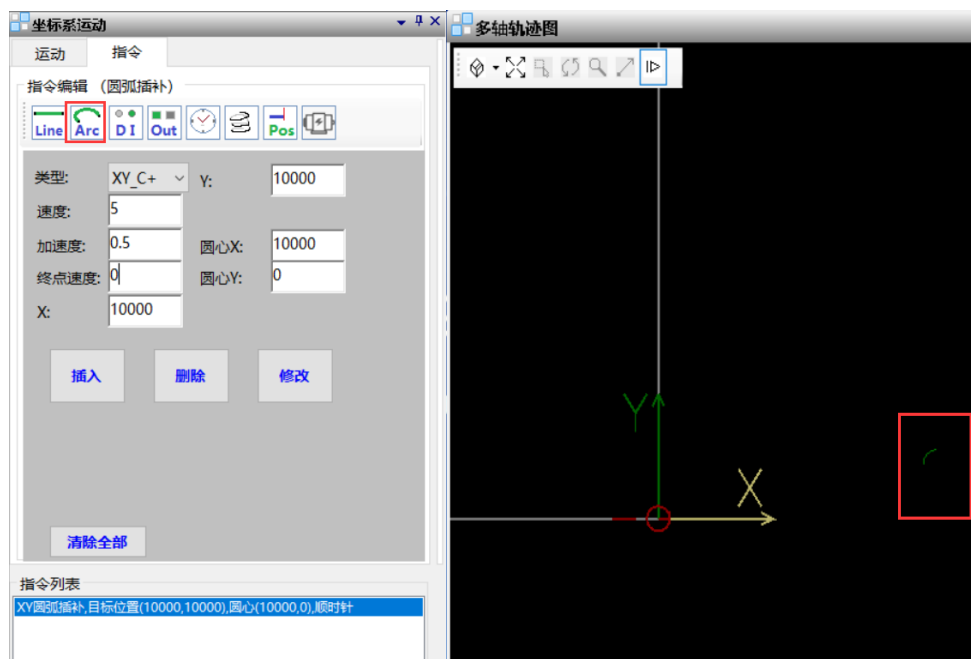 坐标系运动
运动 指令
指令编辑 （圆弧插补）
Line Arc D I Out Pos
类型: XY_C+ Y: 10000
速度: 5
加速度: 0.5 圆心X: 10000
终点速度: 0 圆心Y: 0
X: 10000
插入 删除 修改
清除全部
指令列表
XY圆弧插补,目标位置(10000,10000),圆心(10000,0),顺时针
多轴轨迹图
Y
X